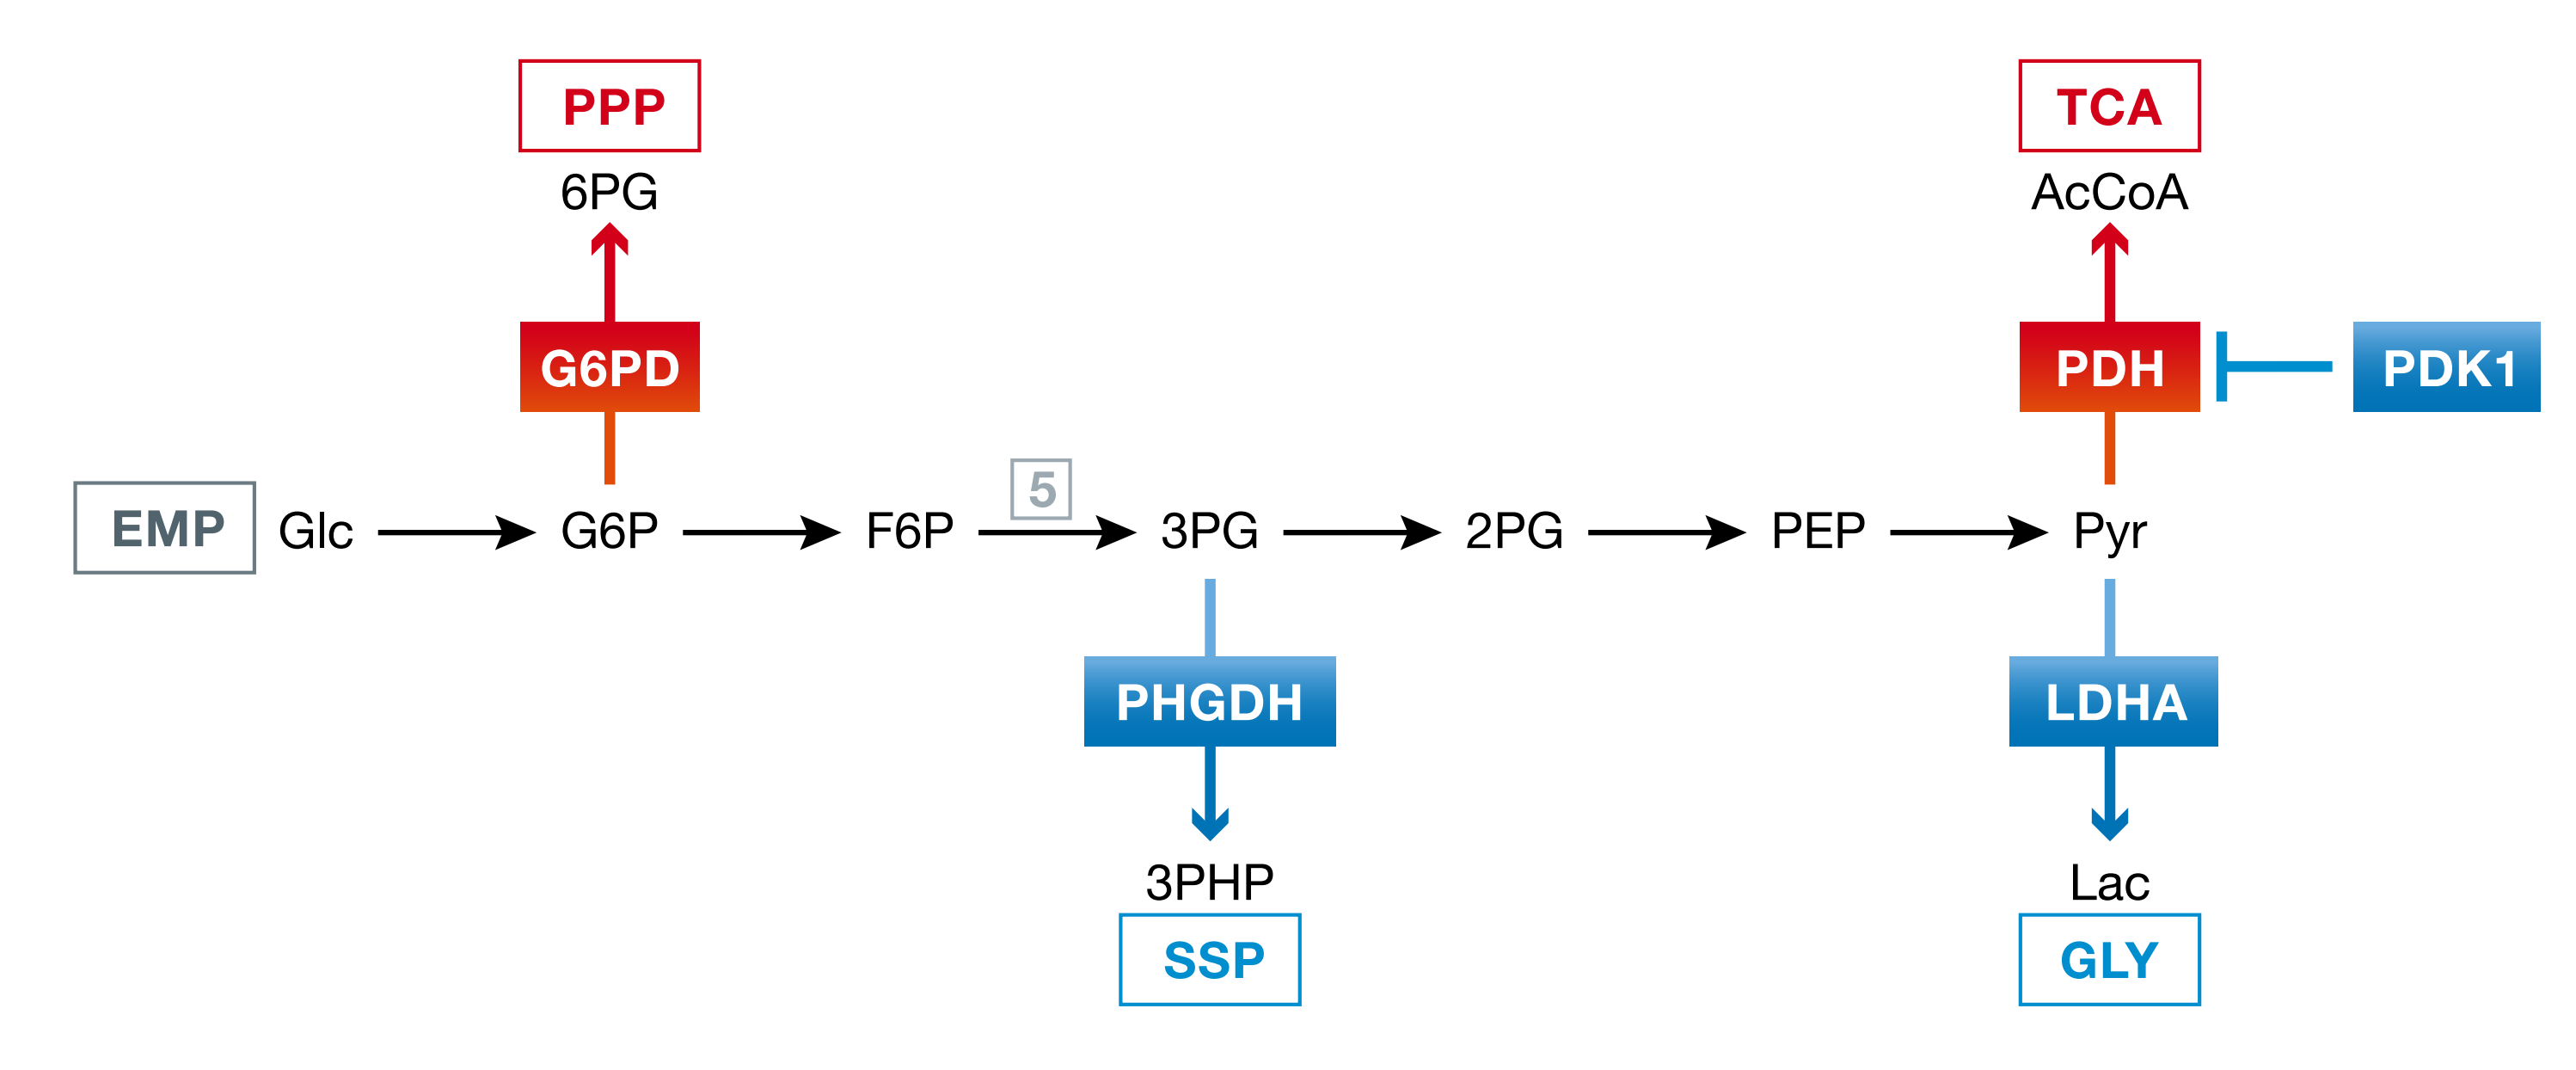 PPP
6PG
G6PD
TCA
AcCoA
PDH
PDK1
5
EMP Glc G6P F6P 3PG 2PG PEP Pyr
PHGDH
3PHP
SSP
LDHA
Lac
GLY